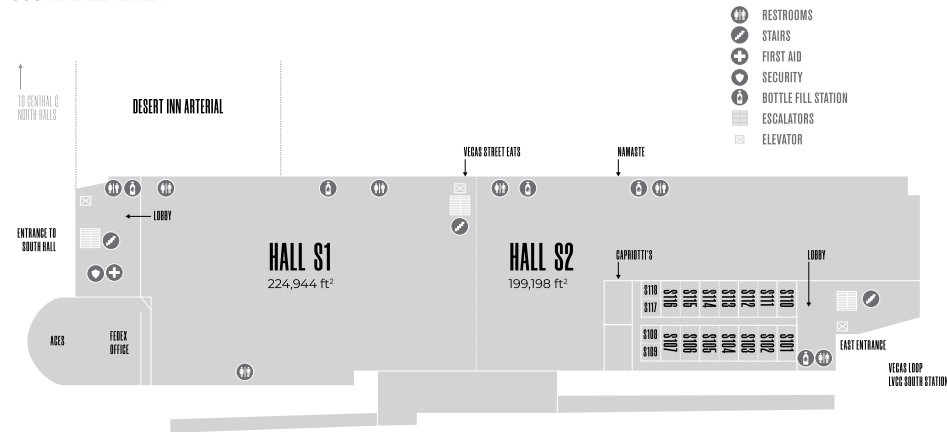 RESTROOMS
STAIRS
FIRST AID
SECURITY
BOTTLE FILL STATION
ESCALATORS
ELEVATOR
TO CENTRAL &
NORTH HALLS
DESERT INN ARTERIAL
VEGAS STREET EATS
NAMASTE
LOBBY
ENTRANCE TO
SOUTH HALL
HALL S1
224,944 ft²
HALL S2
199,198 ft²
CAPRIOTTI'S
LOBBY
S118
S117
S116
S115
S114
S113
S112
S111
S110
S108
S109
S107
S106
S105
S104
S103
S102
S101
ACES
FEDEX
OFFICE
EAST ENTRANCE
VEGAS LOOP
LVCC SOUTH STATION